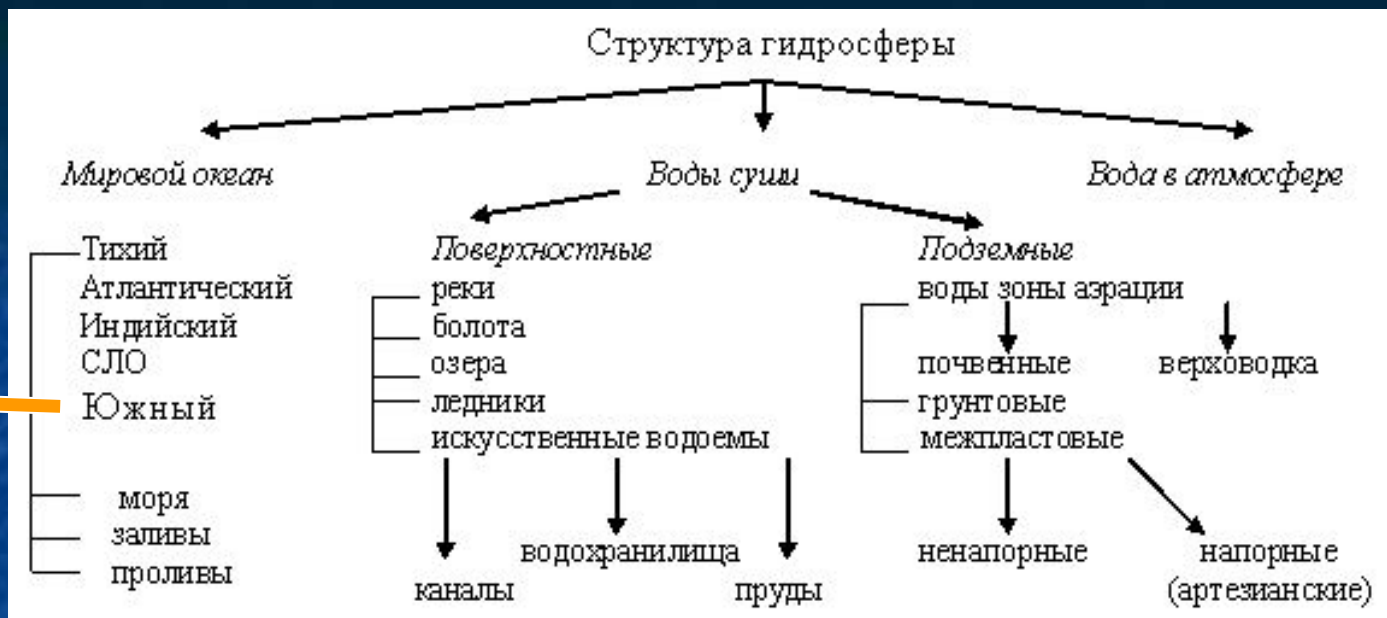 Структура гидросферы
Мировой океан
Воды суши
Вода в атмосфере
Тихий
Атлантический
Индийский
СЛО
Южный
моря
заливы
проливы
Поверхностные
реки
болота
озера
ледники
искусственные водоемы
каналы
водохранилища
пруды
Подземные
воды зоны аэрации
почвенные
верховодка
грунтовые
межпластовые
ненапорные
напорные
(артезианские)